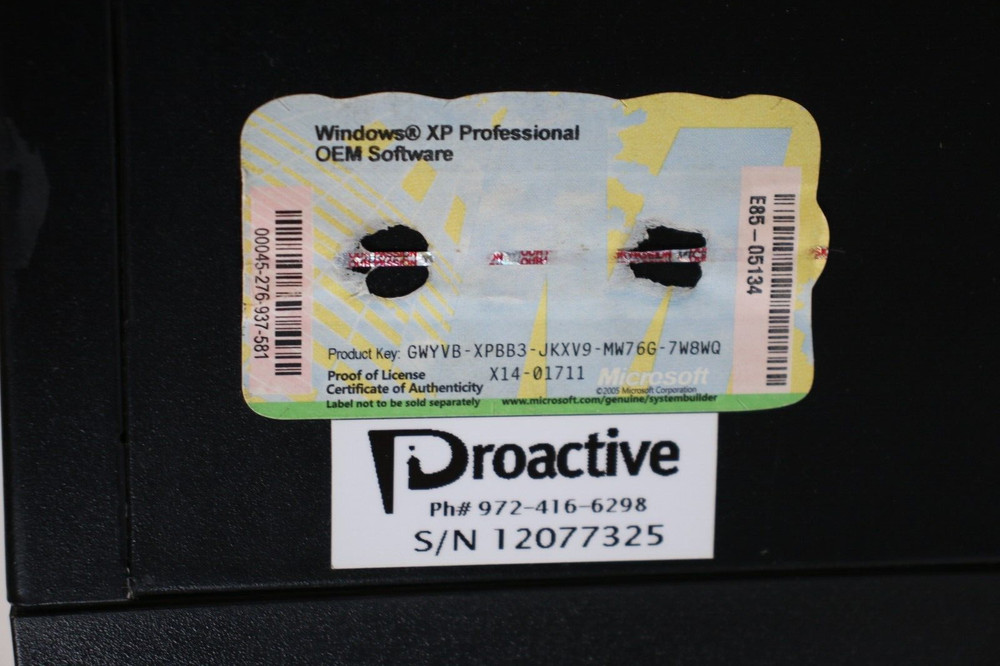 Windows® XP Professional
OEM Software
00045-276-937-581
E85-05134
Product Key: GWYVB-XPBB3-JKXV9-MW76G-7W8WQ
Proof of License
Certificate of Authenticity
X14-01711
Microsoft
©2005 Microsoft Corporation
Label not to be sold separately
www.microsoft.com/genuine/systembuilder
Proactive
Ph# 972-416-6298
S/N 12077325